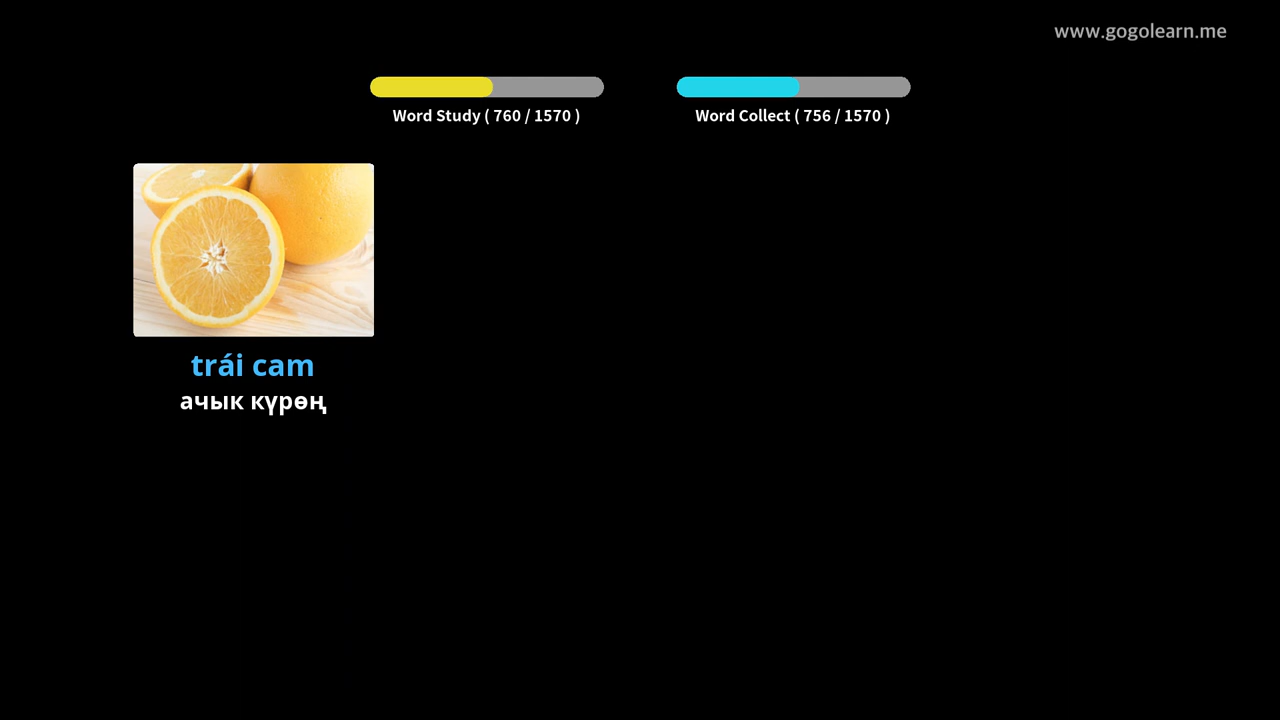 www.gogolearn.me
Word Study ( 760 / 1570 )
Word Collect ( 756 / 1570 )
trái cam
ачык күрөң